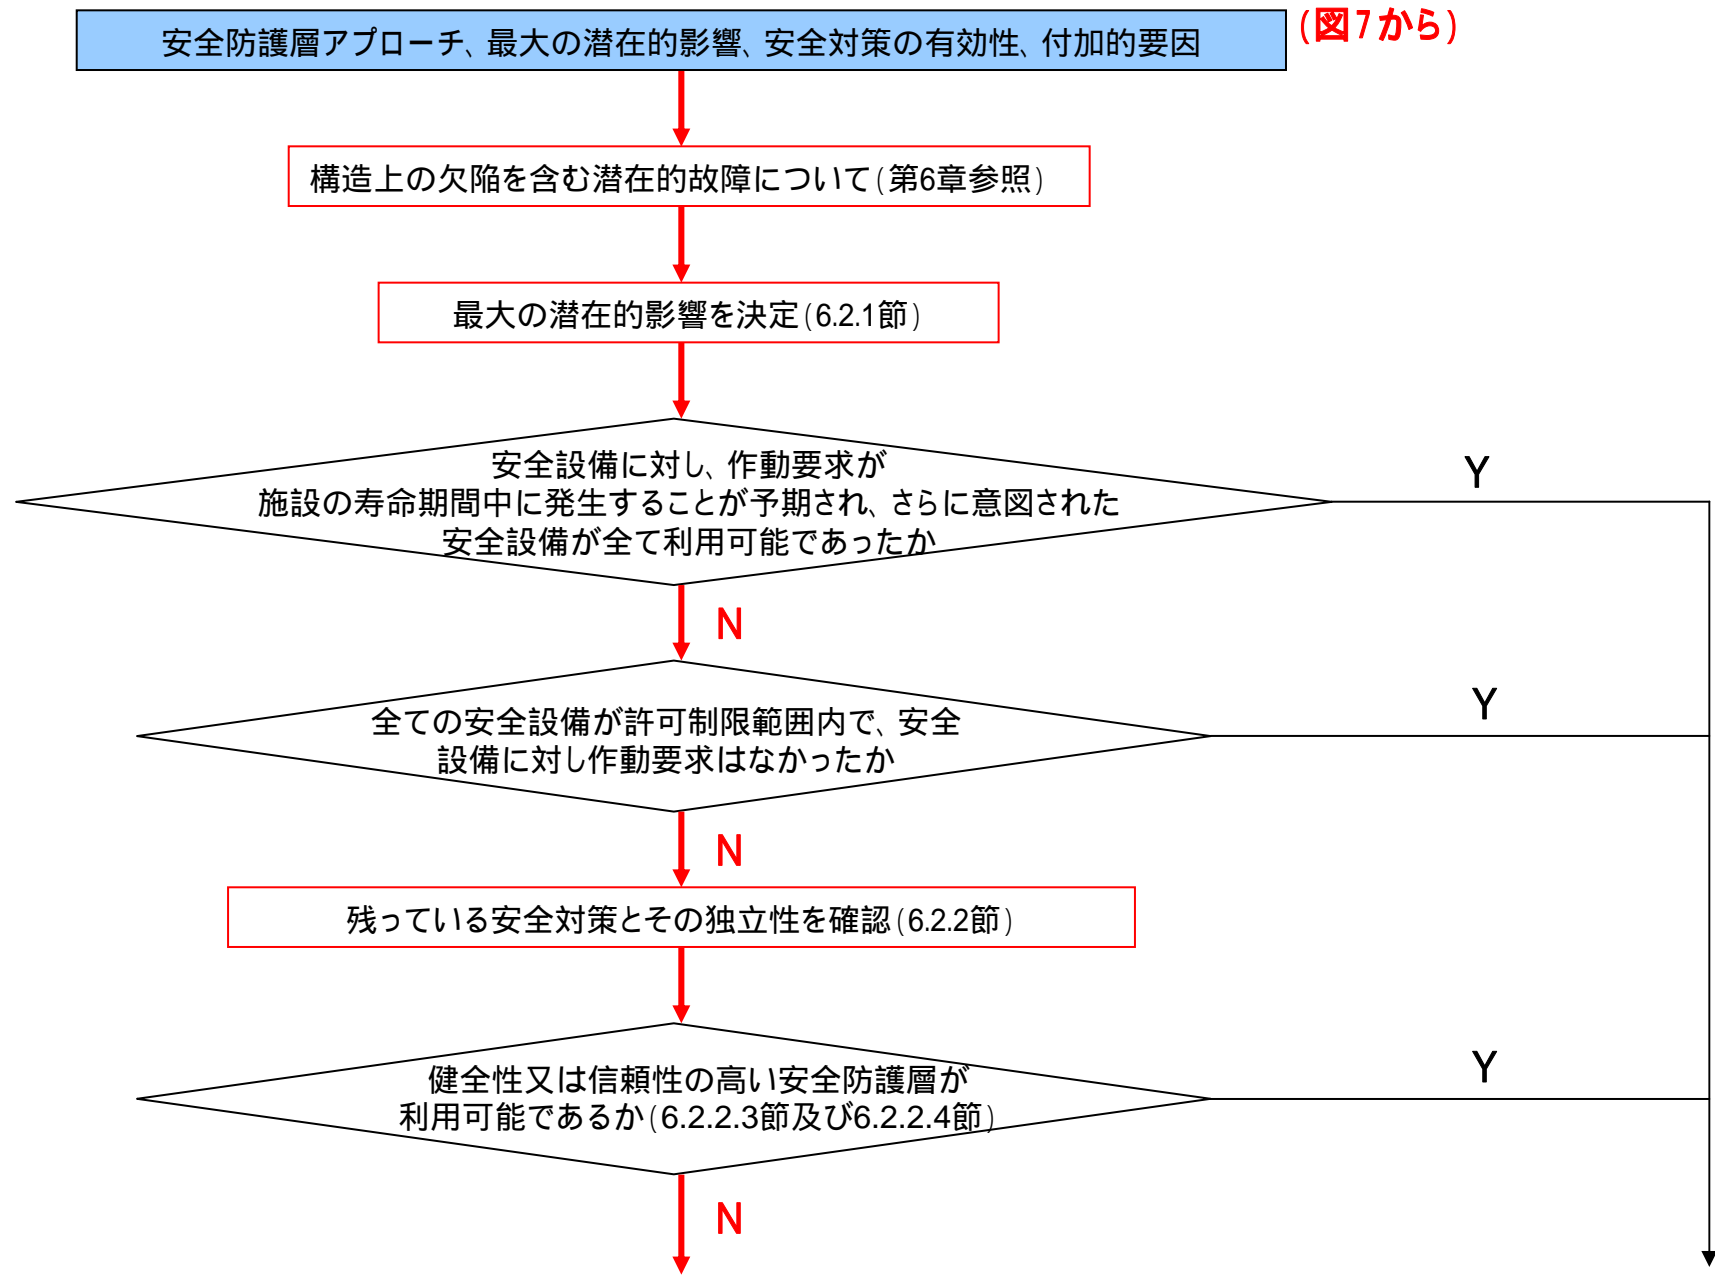 (図7から)
安全防護層アプローチ、最大の潜在的影響、安全対策の有効性、付加的要因
構造上の欠陥を含む潜在的故障について(第6章参照)
最大の潜在的影響を決定(6.2.1節)
安全設備に対し、作動要求が
施設の寿命期間中に発生することが予期され、さらに意図された
安全設備が全て利用可能であったか
Y
N
全ての安全設備が許可制限範囲内で、安全
設備に対し作動要求はなかったか
Y
N
残っている安全対策とその独立性を確認(6.2.2節)
健全性又は信頼性の高い安全防護層が
利用可能であるか(6.2.2.3節及び6.2.2.4節)
Y
N